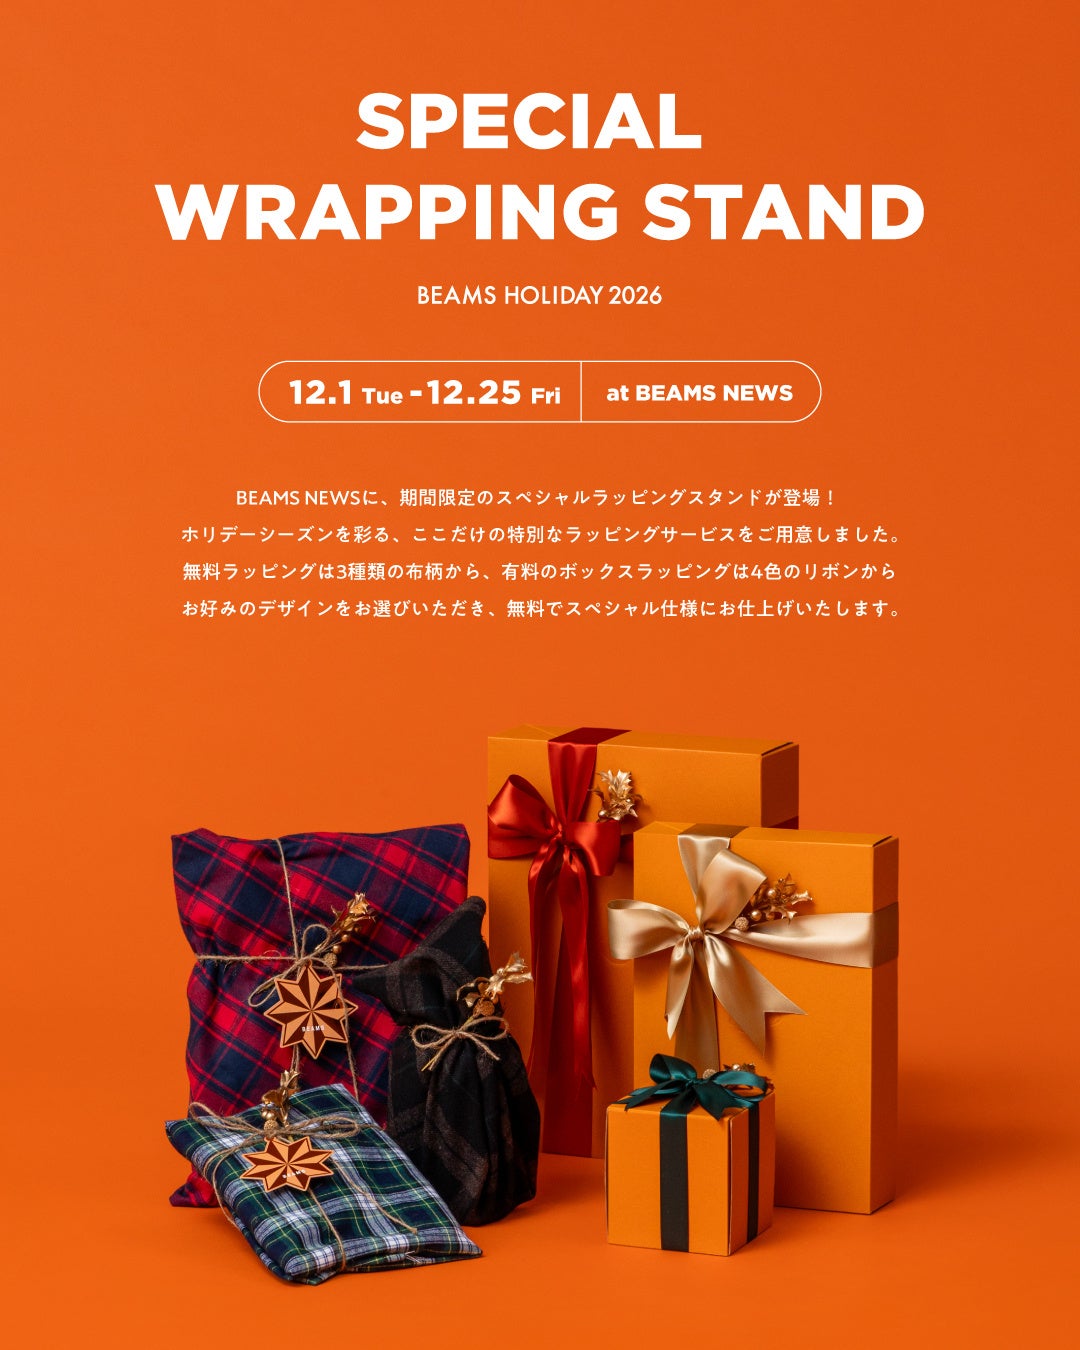 SPECIAL
WRAPPING STAND
BEAMS HOLIDAY 2026
12.1 Tue - 12.25 Fri at BEAMS NEWS
BEAMS NEWSに、期間限定のスペシャルラッピングスタンドが登場！
ホリデーシーズンを彩る、ここだけの特別なラッピングサービスをご用意しました。
無料ラッピングは3種類の布柄から、有料のボックスラッピングは4色のリボンから
お好みのデザインをお選びいただき、無料でスペシャル仕様にお仕上げいたします。
BEAMS
BEAMS